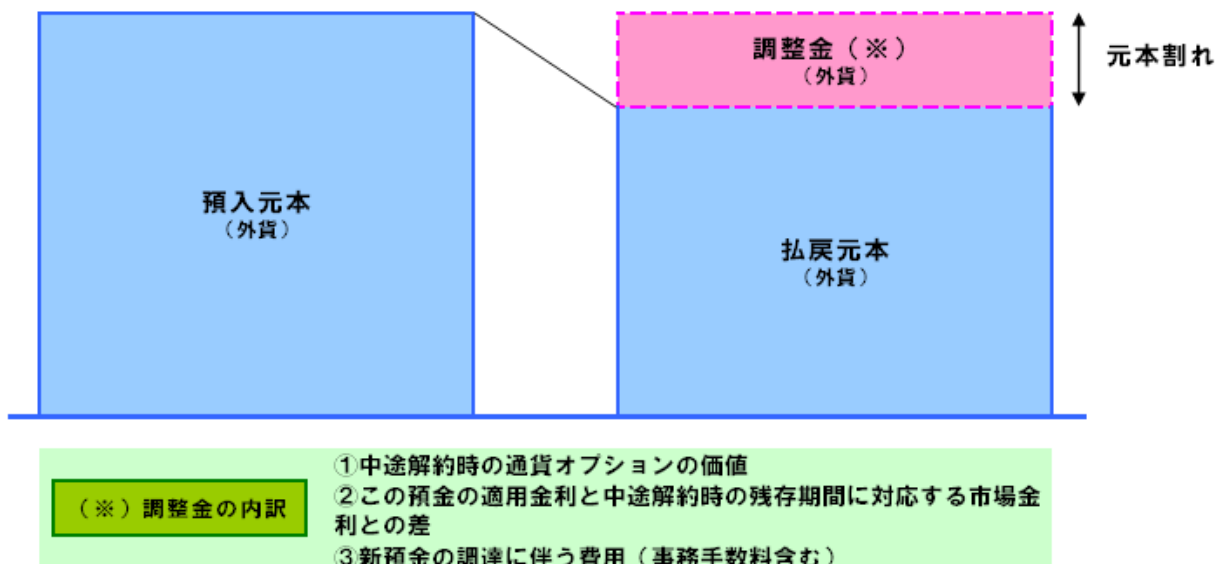 調整金(※)
(外貨)
元本割れ
預入元本
(外貨)
払戻元本
(外貨)
(※)調整金の内訳
①中途解約時の通貨オプションの価値
②この預金の適用金利と中途解約時の残存期間に対応する市場金
利との差
③新預金の調達に伴う費用(事務手数料含む)